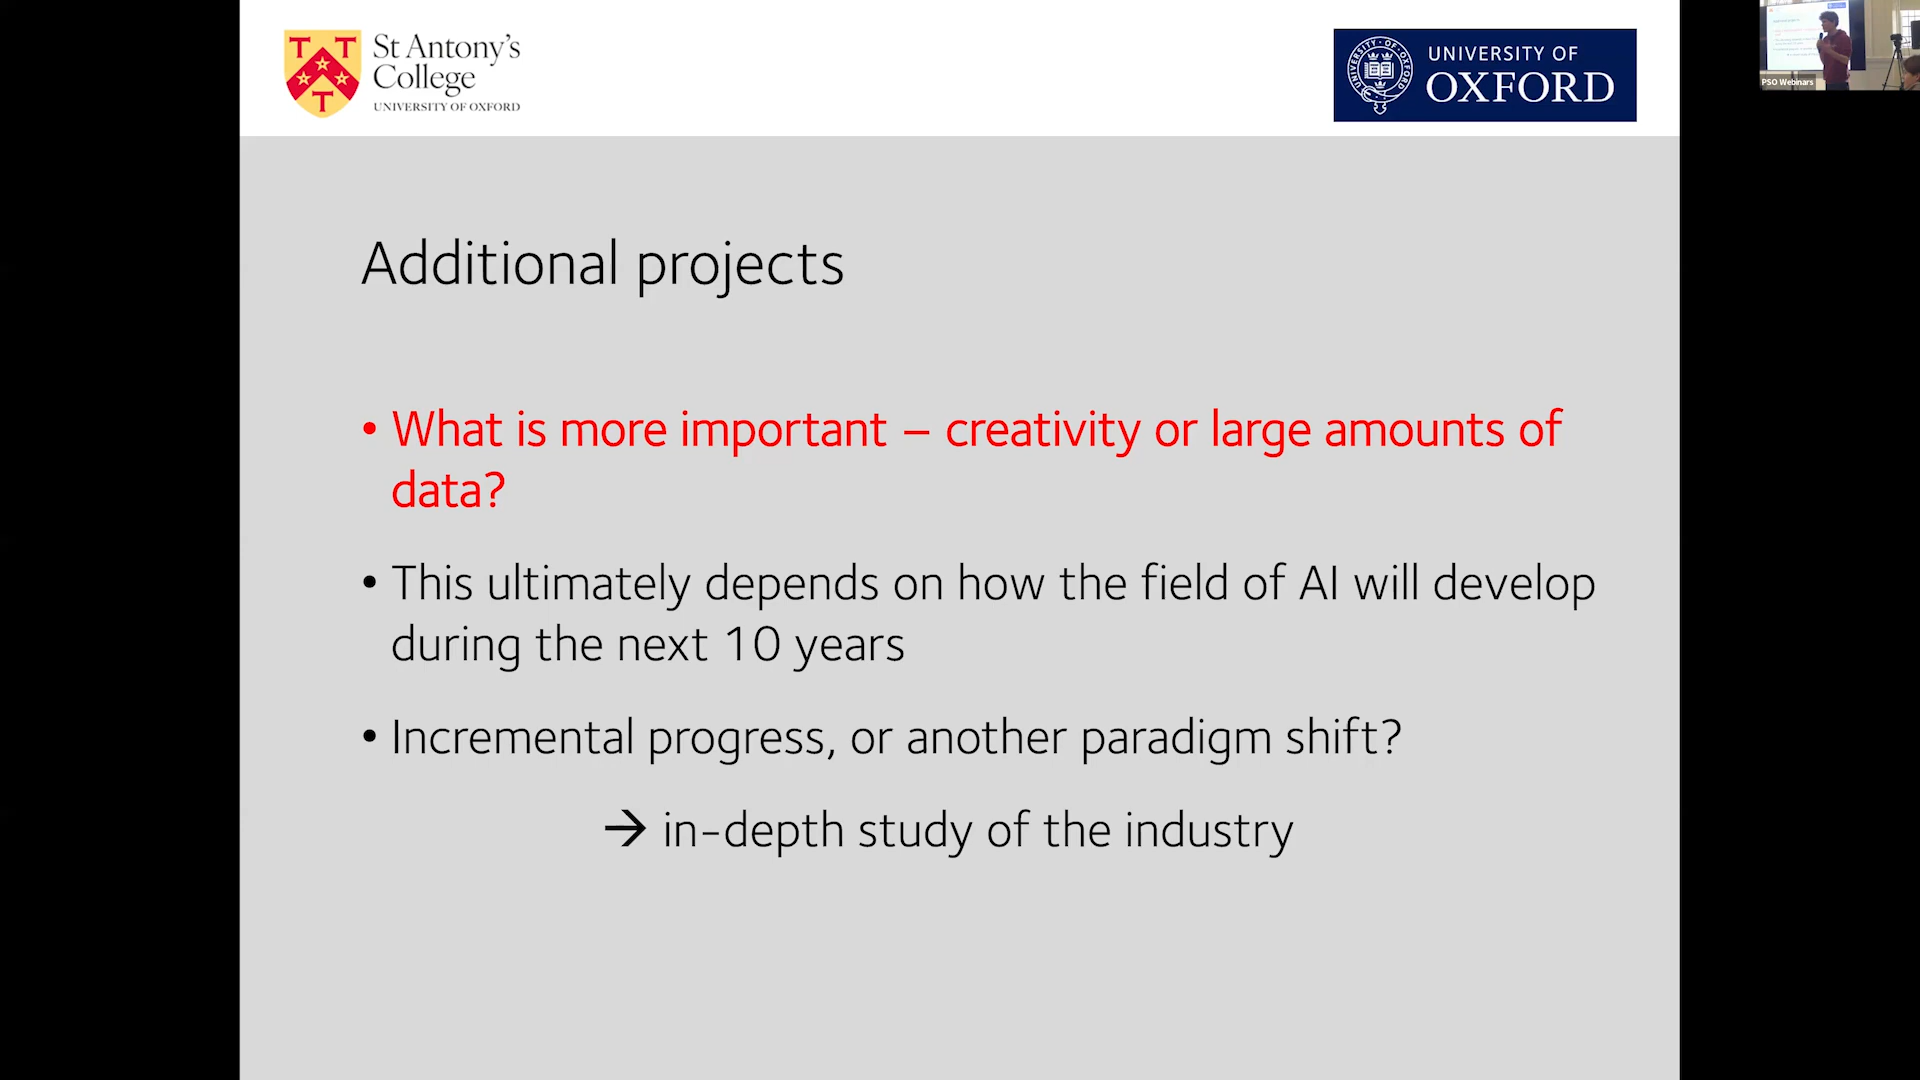 St Antony's
College
UNIVERSITY OF OXFORD
UNIVERSITY OF
OXFORD
PSO Webinars
Additional projects
• What is more important – creativity or large amounts of
data?
• This ultimately depends on how the field of AI will develop
during the next 10 years
• Incremental progress, or another paradigm shift?
→ in-depth study of the industry